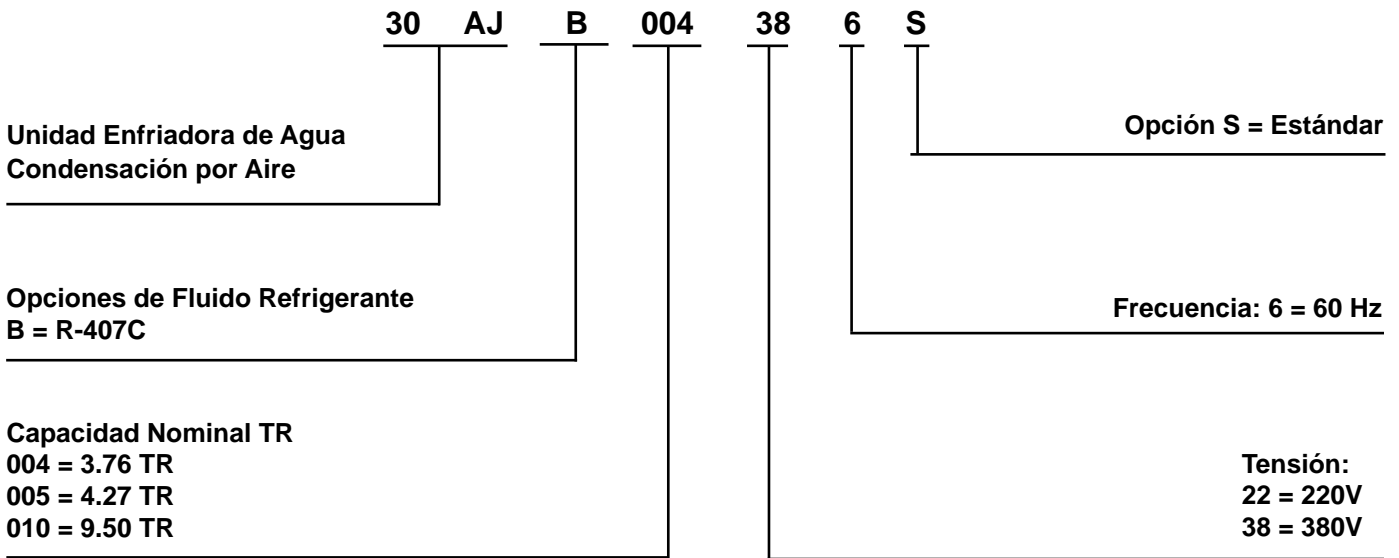 30 AJ B 004 38 6 S
Unidad Enfriadora de Agua
Condensación por Aire
Opción S = Estándar
Opciones de Fluido Refrigerante
B = R-407C
Frecuencia: 6 = 60 Hz
Capacidad Nominal TR
004 = 3.76 TR
005 = 4.27 TR
010 = 9.50 TR
Tensión:
22 = 220V
38 = 380V